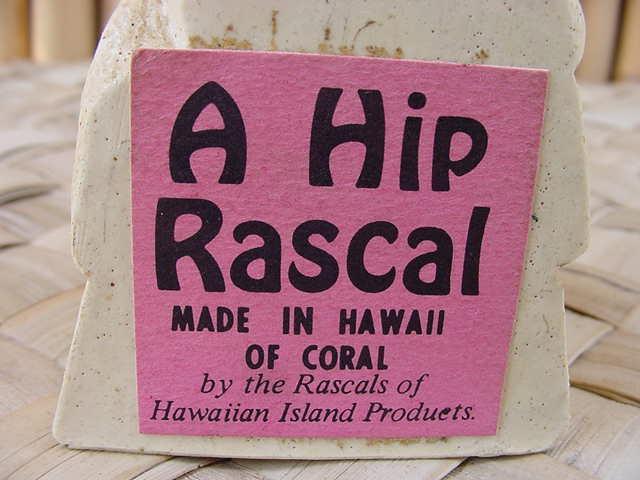 A Hip
Rascal
MADE IN HAWAII
OF CORAL
by the Rascals of
Hawaiian Island Products.